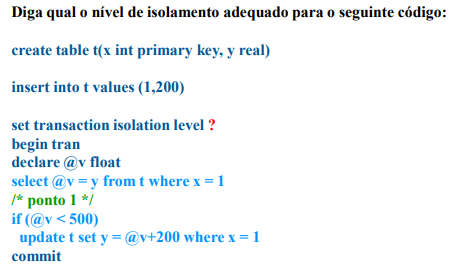 Diga qual o nível de isolamento adequado para o seguinte código:
create table t(x int primary key, y real)
insert into t values (1,200)
set transaction isolation level ?
begin tran
declare @v float
select @v = y from t where x = 1
/* ponto 1 */
if (@v < 500)
update t set y = @v+200 where x = 1
commit